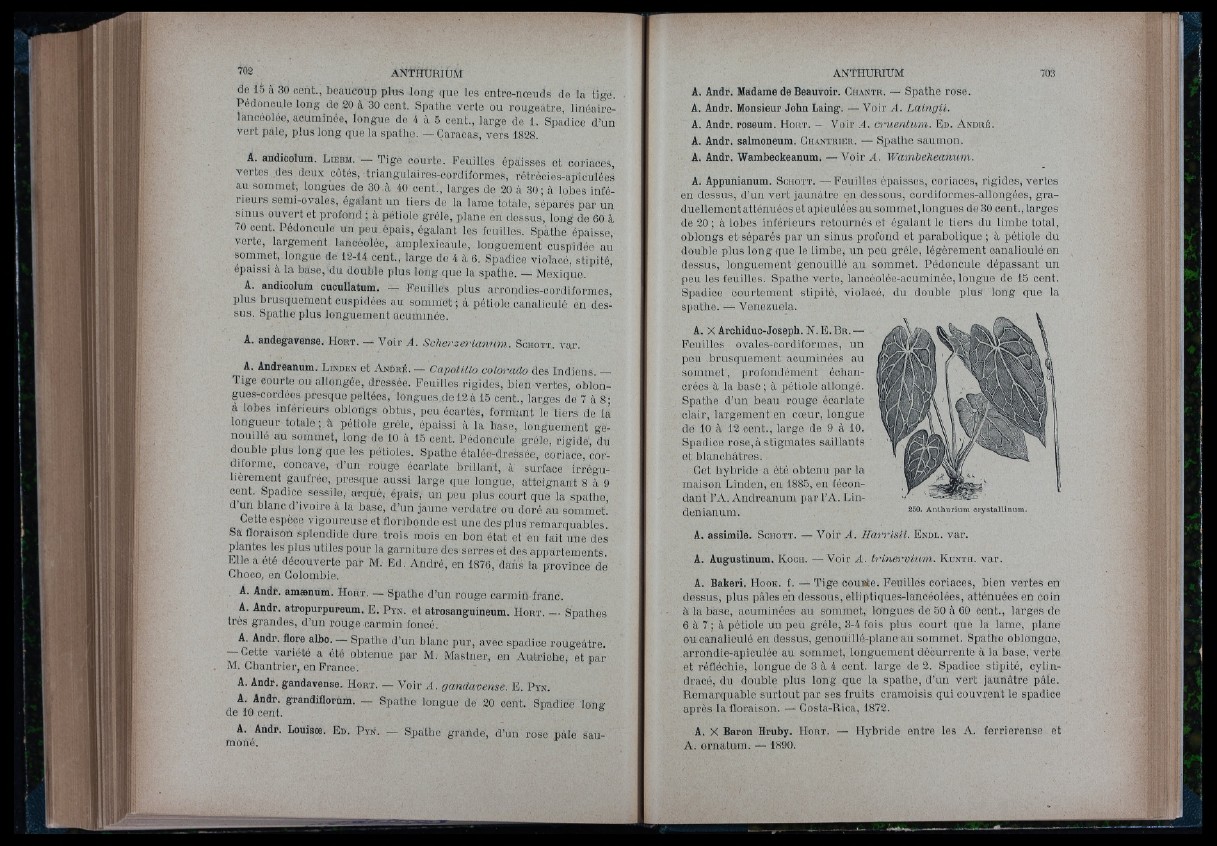 702 ANTHURIUM
de 15 à 30 cent., beaucoup plus long que les entre-nœuds de la tige.
Pédoncule long de 20 à 30 cent. Spathe verte ou rougeâtre, linéaire-
lancéolée, acuminée, longue de 4 à 5 cent., large de 1. Spadice d'un
vert pâle, plus long que la spathe. — Caracas, vers 1828.
A. andicolum. LIEBM. — Tige courte. Feuilles épaisses et coriaces,
vertes des deux côtés, triangulaires-cordiformes, rétrécies-apiculées
au sommet, longues de 30 à 40 cent., larges de 20 à 30; à lobes infé-
rieurs semi-ovales, égalant un tiers de la lame totale, séparés par un
sinus ouvert et profond; à pétiole grêle, plane en dessus, long de 60 à
70 cent. Pédoncule un peu épais, égalant les feuilles. Spathe épaisse,
verte, largement lancéolée, amplexicaule, longuement cuspidée au
sommet, longue de 12-14 cent., large de 4 à 6. Spadice violacé, stipité,
épaissi à la base, du double plus long que la spathe. — Mexique.
A. andicolum cucullatum. — Feuilles plus arrondies-cordiformes,
plus brusquement cuspidées au sommet; à pétiole canaliculé en des-
sus. Spathe plus longuement acuminée.
A. andegavense. HORT. — Voir A. Scherzerianum. SCHOTT. var.
A. Andreanum. LINDEN et ANDRÉ. — Capotillo colorado des Indiens. —
Tige courte ou allongée, dressée. Feuilles rigides, bien vertes, oblon-
gues-cordées presque peltées, longues de 12 à 15 cent., larges de 7 à 8;
à lobes inférieurs oblongs obtus, peu écartés, formant le tiers de la
longueur totale; à pétiole grêle, épaissi à la base, longuement ge-
nouillé au sommet, long de 10 à 15 cent. Pédoncule grêle, rigide, du
double plus long que les pétioles. Spathe étalée-dressée, coriace, cor-
diforme, concave, d'un rouge écarlate brillant, à surface irrégu-
lièrement gaufrée, presque aussi large que longue, atteignant 8 à 9
cent. Spadice sessile, arqué, épais, un peu plus court que la spathe,
d'un blanc d'ivoire à la base, d'un jaune verdâtre ou doré au sommet.
Cette espèce vigoureuse et floribonde est une des plus remarquables.
Sa floraison splendide dure trois mois en bon état et en fait une des
plantes les plus utiles pour la garniture des serres et des appartements.
Elle a été découverte par M. Ed. André, en 1876, dans la province de
Choco, en Colombie.
A. Andr. amænum. HORT. — Spathe d'un rouge carmin franc.
A. Andr. atropurpureum. E. PYN. et atrosanguineum. HORT. — Spathes
très grandes, d'un rouge carmin foncé.
A. Andr. flore albo. — Spathe d'un blanc pur, avec spadice rougeâtre.
— Cette variété a été obtenue par M. Mastner, en Autriche, et par
M. Chantrier, en France.
A. Andr. gandavense. HORT. — Voir A. gandavense. E. PYN.
A. Andr. grandiflorum. — Spathe longue de 20 cent. Spadice long
de 10 cent.
A. Andr. Louisœ. ED. PYN. — Spathe grande, d'un rose pâle sau-
moné.
ANTHURIUM 703
A. Andr. Madame de Beauvoir. CHANTR. — Spathe rose.
A. Andr. Monsieur John Laing. — Voir A. Laingii.
A. Andr. roseum. HORT. — Voir A. cruentum. ED. ANDRÉ.
A. Andr. salmoneum. CHANTRIER. — Spathe saumon.
A. Andr. Wambeckeanum. — Voir A. Wambekeanum.
A. Appunianum. SCHOTT. — Feuilles épaisses, coriaces, rigides, vertes
en dessus, d'un vert jaunâtre en dessous, cordiformes-allongées, gra-
duellement atténuées et apiculées au sommet, longues de 30 cent., larges
de 20; à lobes inférieurs retournés et égalant le tiers du limbe total,
oblongs et séparés par un sinus profond et parabolique; à pétiole du
double plus long que le limbe, un peu grêle, légèrement canaliculé en
dessus, longuement genouillé au sommet. Pédoncule dépassant un
peu les feuilles. Spathe verte, lancéolée-acuminée, longue de 15 cent.
Spadice courtement stipité, violacé, du double plus long que la
spathe. — Venezuela.
A. × Archiduc-Joseph. N. E. BR. —
Feuilles ovales-cordiformes, un
peu brusquement acuminées au
sommet, profondément échan-
crées à la base; à pétiole allongé.
Spathe d'un beau rouge écarlate
clair, largement en cœur, longue
de 10 à 12 cent., large de 9 à 10.
Spadice rose, à stigmates saillants
et blanchâtres.
Cet hybride a été obtenu par la
maison Linden, en 1885, en fécon-
dant l'A. Andreanum par l'A. Lin-
denianum.
250. Anthurium crystallinum.
A. assimile. SCHOTT. — Voir A. Harrisii. ENDL. var.
A. Augustinum. KOCH. — Voir A. trinervium. KUNTH. var.
A. Bakeri. HOOK. f. — Tige courte. Feuilles coriaces, bien vertes en
dessus, plus pâles en dessous, elliptiques-lancéolées, atténuées en coin
à la base, acuminées au sommet, longues de 50 à 60 cent., larges de
6 à 7; à pétiole un peu grêle, 3-4 fois plus court que la lame, plane
ou canaliculé en dessus, genouillé-plane au sommet. Spathe oblongue,
arrondie-apiculée au sommet, longuement décurrente à la base, verte
et réfléchie, longue de 3 à 4 cent. large de 2. Spadice stipité, cylin-
dracé, du double plus long que la spathe, d'un vert jaunâtre pâle.
Remarquable surtout par ses fruits cramoisis qui couvrent le spadice
après la floraison. — Costa-Rica, 1872.
A. × Baron Hruby. HORT. — Hybride entre les A. ferrierense et
A. ornatum. — 1890.